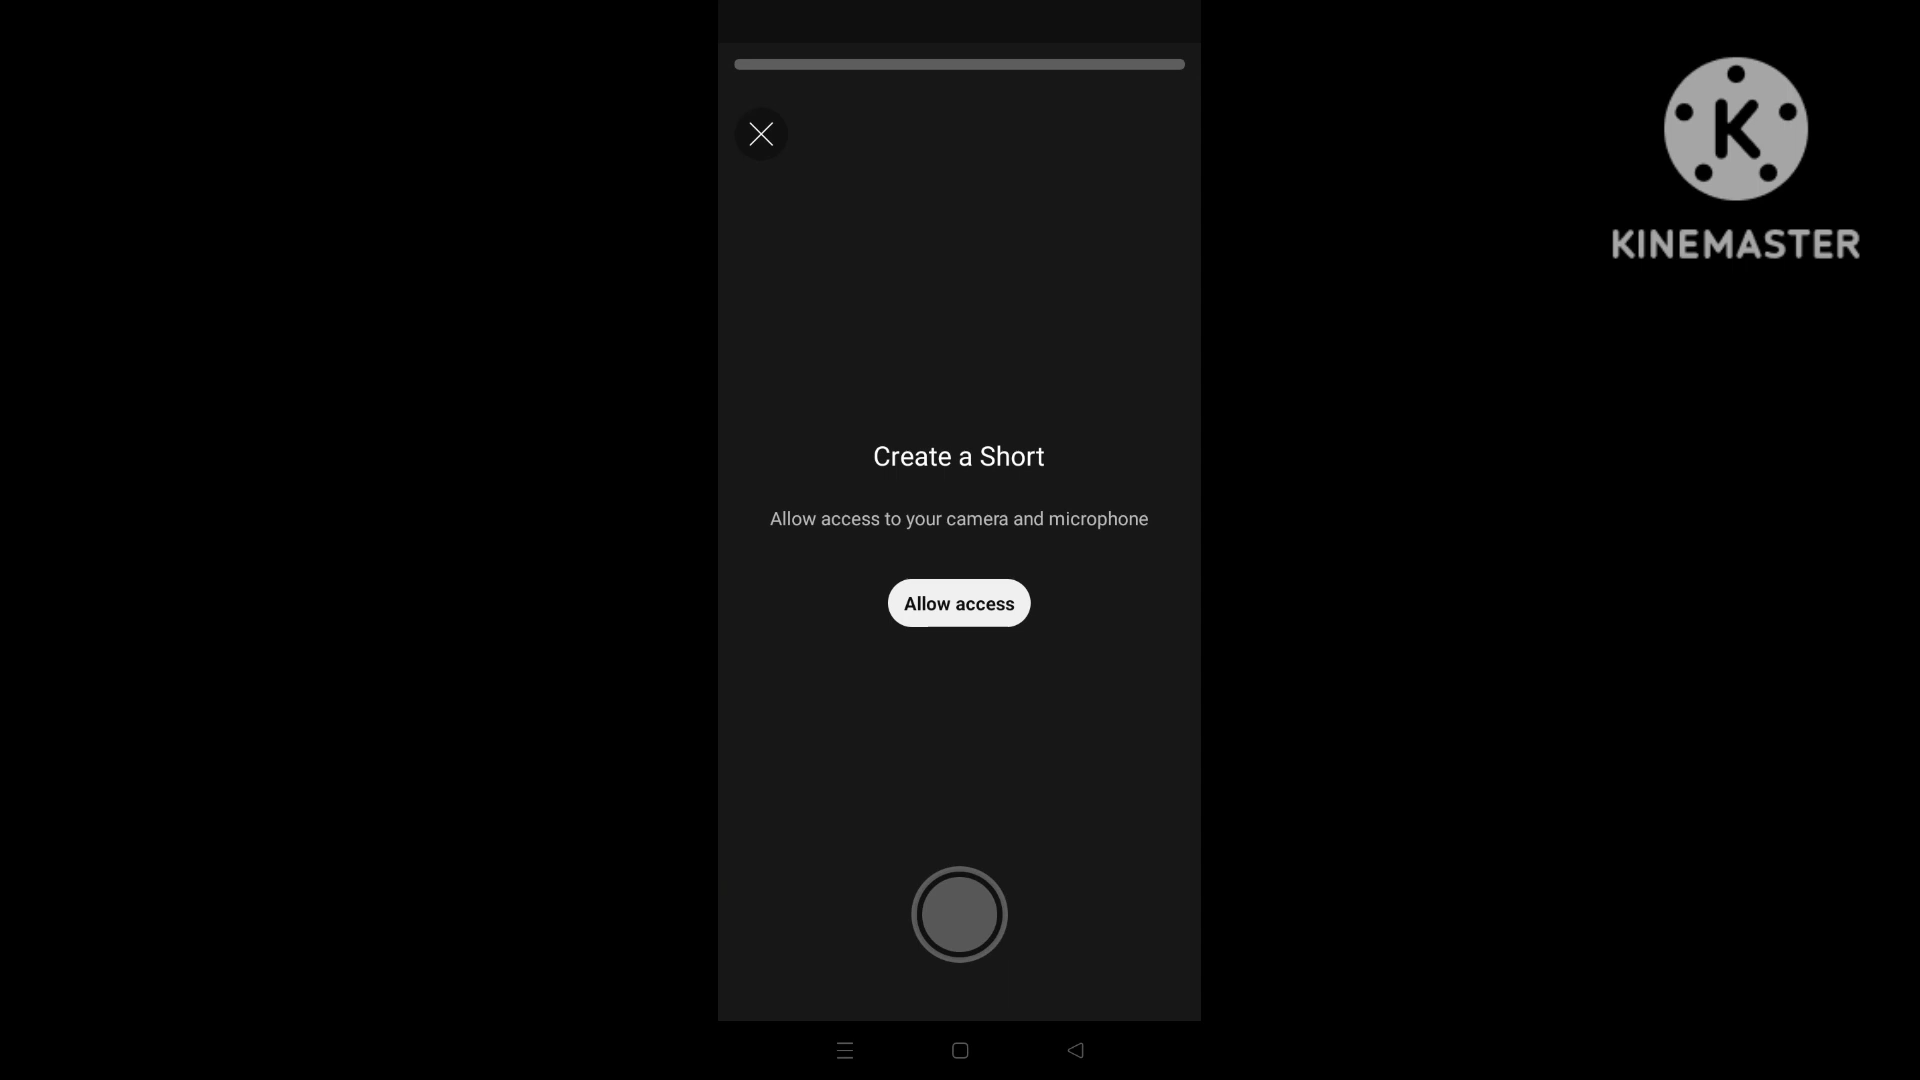 K
KINEMASTER
Create a Short
Allow access to your camera and microphone
Allow access